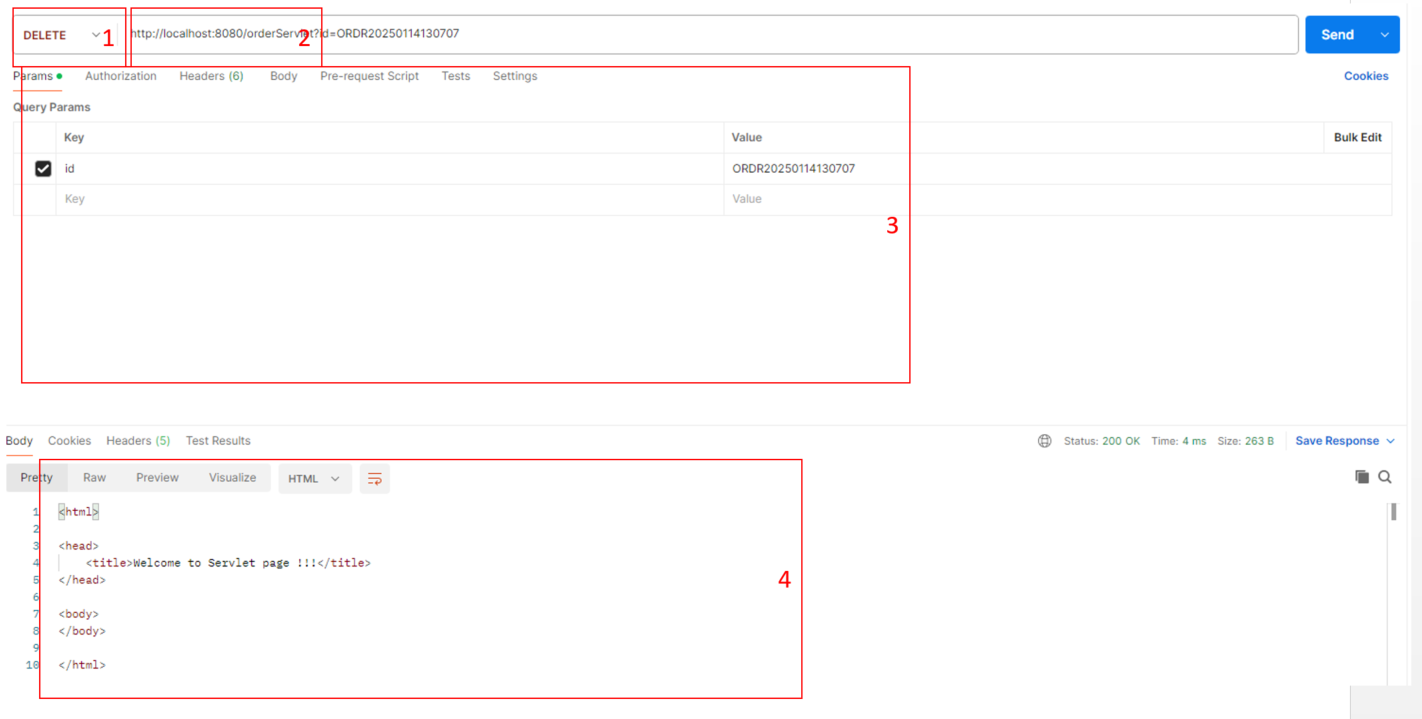 DELETE 1 http://localhost:8080/orderServlet?id=ORDR20250114130707 2 Send
Params Authorization Headers (6) Body Pre-request Script Tests Settings Cookies
Query Params
Key Value Bulk Edit
id ORDR20250114130707
Key Value
3
Body Cookies Headers (5) Test Results Status: 200 OK Time: 4 ms Size: 263 B Save Response
Pretty Raw Preview Visualize HTML
1 <html>
2
3 <head>
4 <title>Welcome to Servlet page !!!</title>
5 </head>
4
6
7 <body>
8 </body>
9
10 </html>